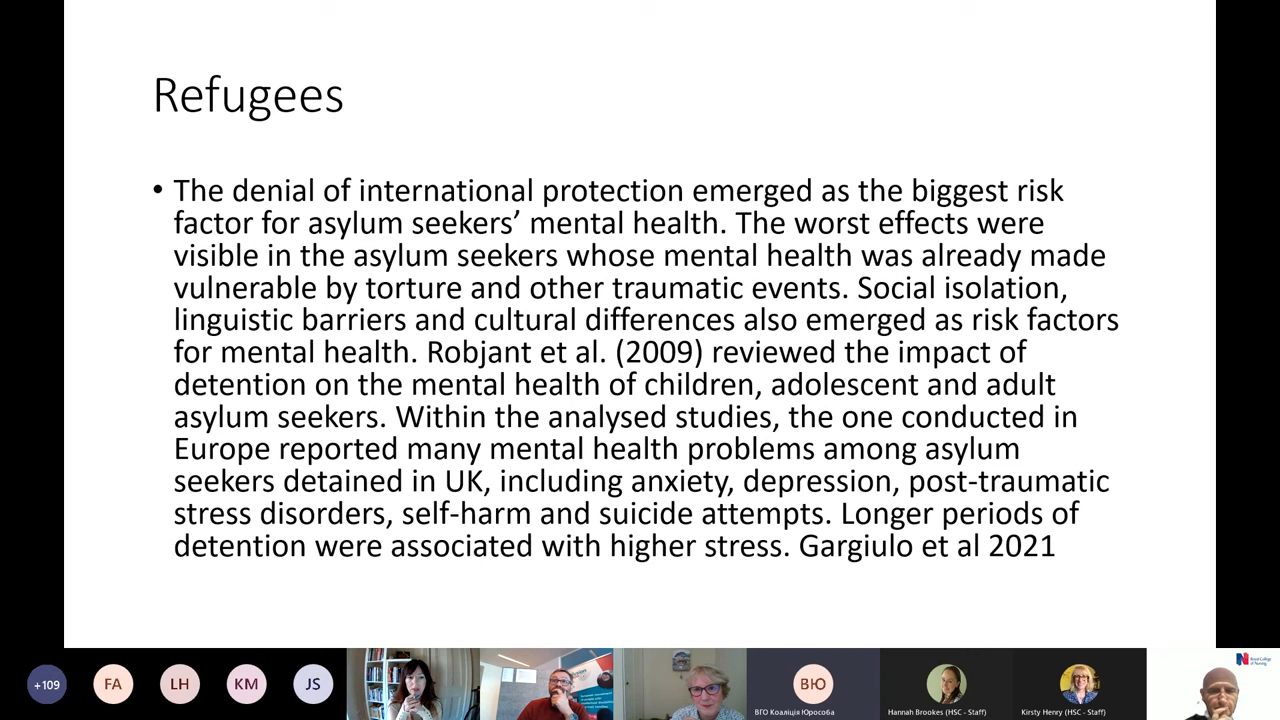 Refugees
• The denial of international protection emerged as the biggest risk
factor for asylum seekers’ mental health. The worst effects were
visible in the asylum seekers whose mental health was already made
vulnerable by torture and other traumatic events. Social isolation,
linguistic barriers and cultural differences also emerged as risk factors
for mental health. Robjant et al. (2009) reviewed the impact of
detention on the mental health of children, adolescent and adult
asylum seekers. Within the analysed studies, the one conducted in
Europe reported many mental health problems among asylum
seekers detained in UK, including anxiety, depression, post-traumatic
stress disorders, self-harm and suicide attempts. Longer periods of
detention were associated with higher stress. Gargiulo et al 2021
+109
FA
LH
KM
JS
ВЮ
ВГО Коаліція Юрособа
Hannah Brookes (HSC - Staff)
Kirsty Henry (HSC - Staff)
Royal College
of Nursing